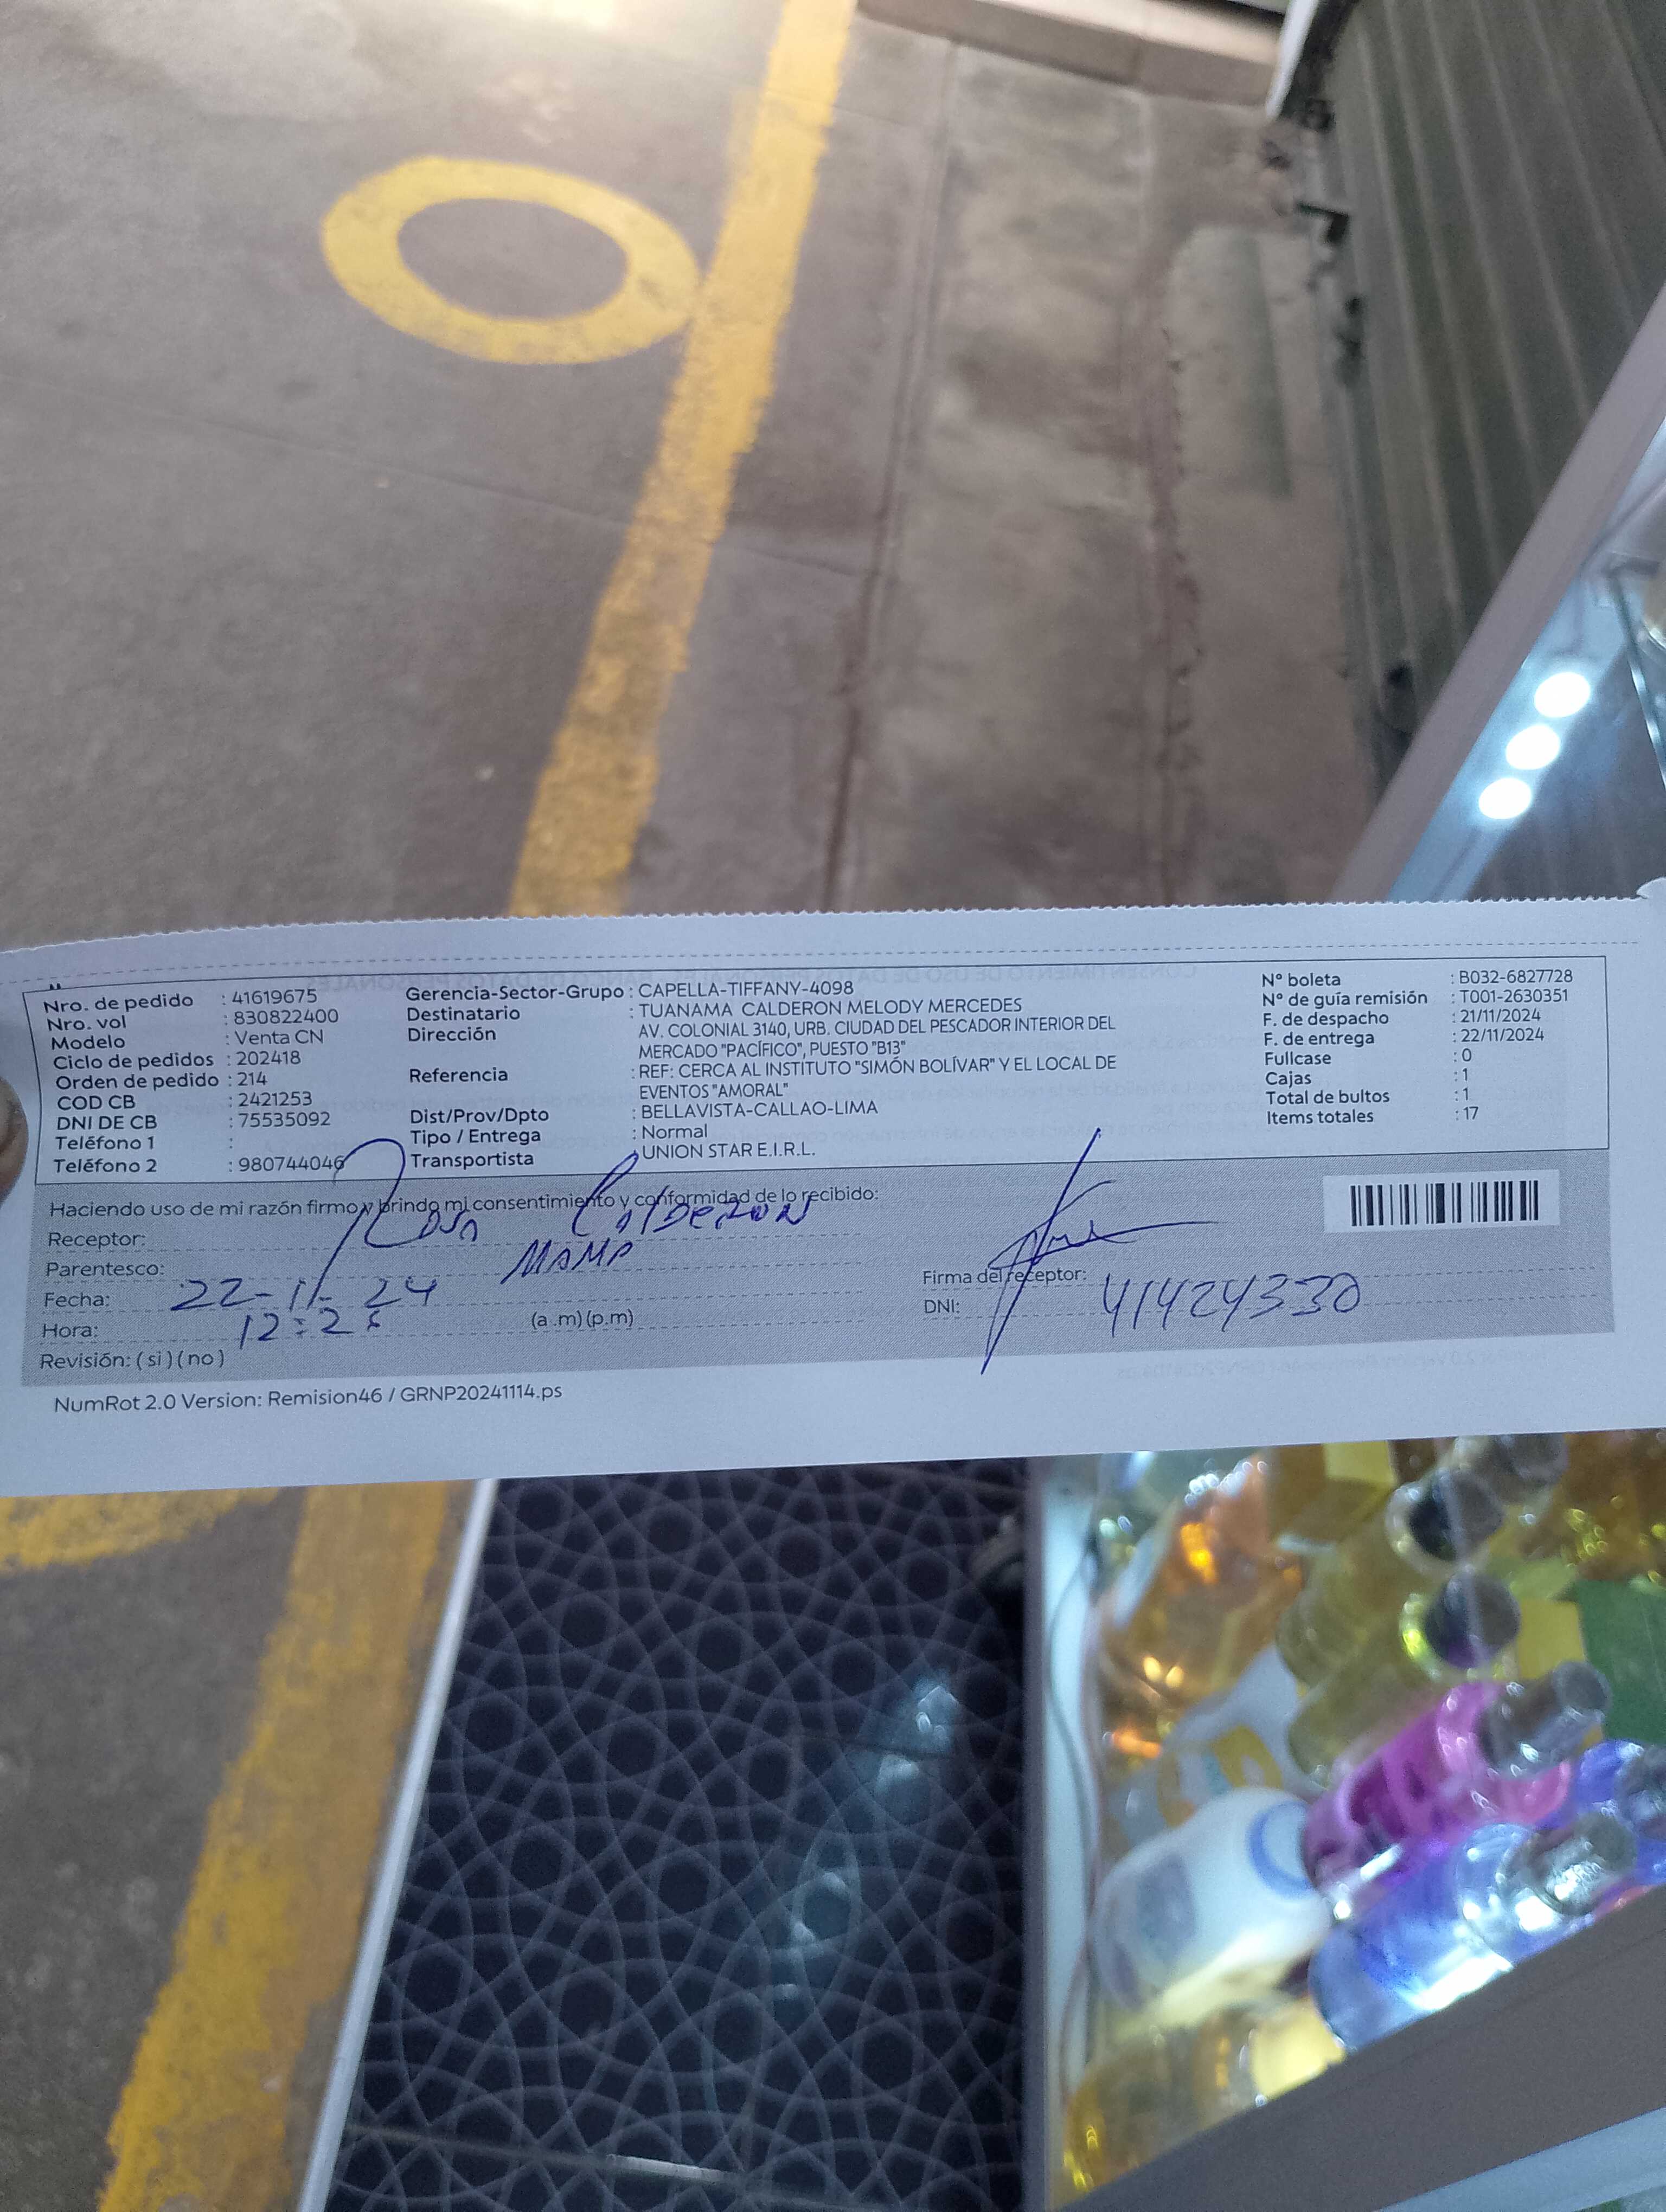 Nro. de pedido : 41619675
Nro. vol : 830822400
Modelo : Venta CN
Ciclo de pedidos : 202418
Orden de pedido : 214
COD CB : 2421253
DNI DE CB : 75535092
Teléfono 1 :
Teléfono 2 : 980744046
Gerencia-Sector-Grupo : CAPELLA-TIFFANY-4098
Destinatario : TUANAMA CALDERON MELODY MERCEDES
Dirección AV. COLONIAL 3140, URB. CIUDAD DEL PESCADOR INTERIOR DEL
MERCADO "PACÍFICO", PUESTO "B13"
Referencia : REF: CERCA AL INSTITUTO "SIMÓN BOLÍVAR" Y EL LOCAL DE
EVENTOS "AMORAL"
Dist/Prov/Dpto : BELLAVISTA-CALLAO-LIMA
Tipo / Entrega : Normal
Transportista : UNION STAR E.I.R.L.
N° boleta : B032-6827728
N° de guía remisión : T001-2630351
F. de despacho : 21/11/2024
F. de entrega : 22/11/2024
Fullcase : 0
Cajas : 1
Total de bultos : 1
Items totales : 17
Haciendo uso de mi razón firmo y brindo mi consentimiento y conformidad de lo recibido:
Receptor: Rosa Calderon
Parentesco: MAMA
Fecha: 22-11-24
Hora: (a .m) (p.m)
Revisión: ( si ) ( no )
Firma del receptor:
DNI: 41424330
NumRot 2.0 Version: Remision46 / GRNP20241114.ps